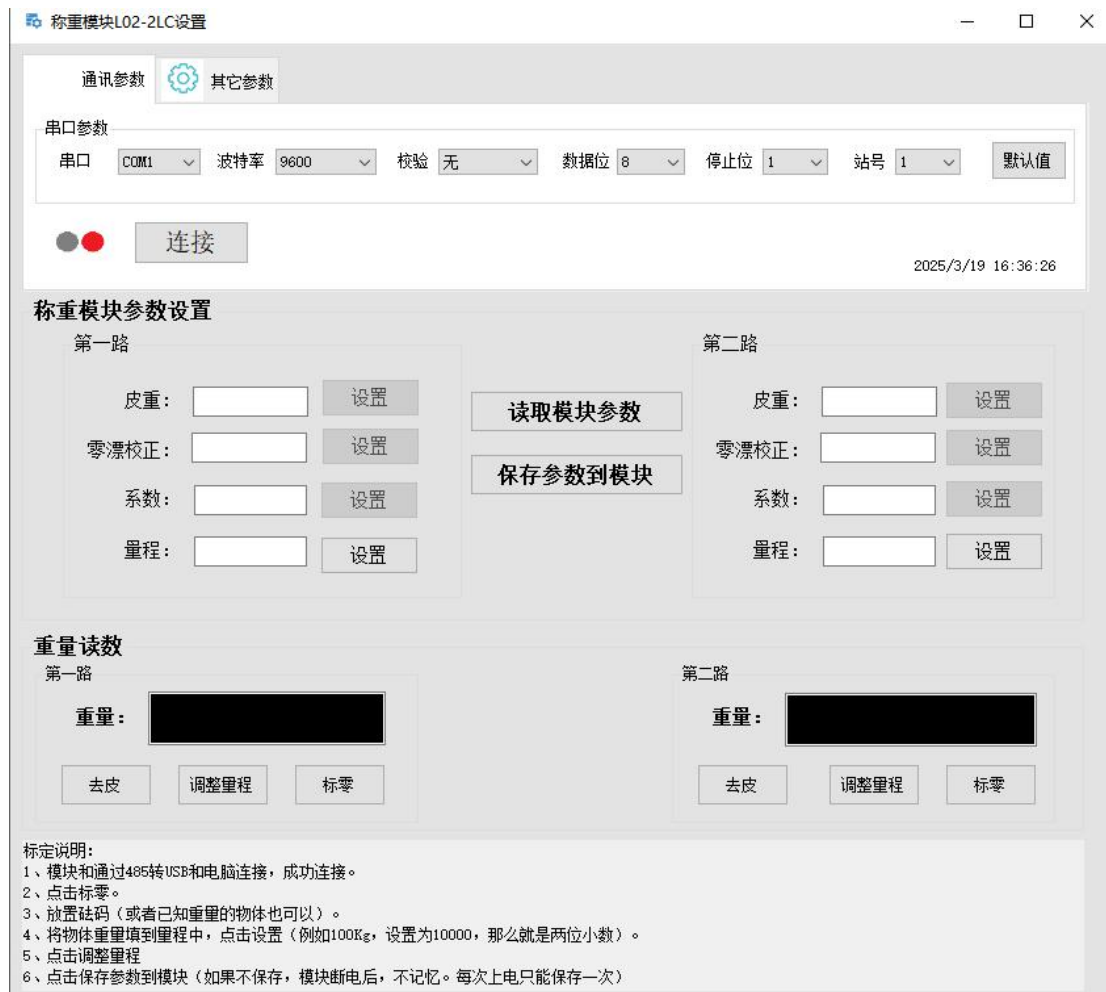 称重模块L02-2LC设置
通讯参数 其它参数
串口参数
串口 COM1 波特率 9600 校验 无 数据位 8 停止位 1 站号 1 默认值
连接
2025/3/19 16:36:26
称重模块参数设置
第一路 第二路
皮重: 设置 读取模块参数 皮重: 设置
零漂校正: 设置 零漂校正: 设置
保存参数到模块
系数: 设置 系数: 设置
量程: 设置 量程: 设置
重量读数
第一路 第二路
重量: 重量:
去皮 调整量程 标零 去皮 调整量程 标零
标定说明:
1、模块和通过485转USB和电脑连接，成功连接。
2、点击标零。
3、放置砝码（或者已知重量的物体也可以）。
4、将物体重量填到量程中，点击设置（例如100Kg，设置为10000，那么就是两位小数）。
5、点击调整量程
6、点击保存参数到模块（如果不保存，模块断电后，不记忆。每次上电只能保存一次）